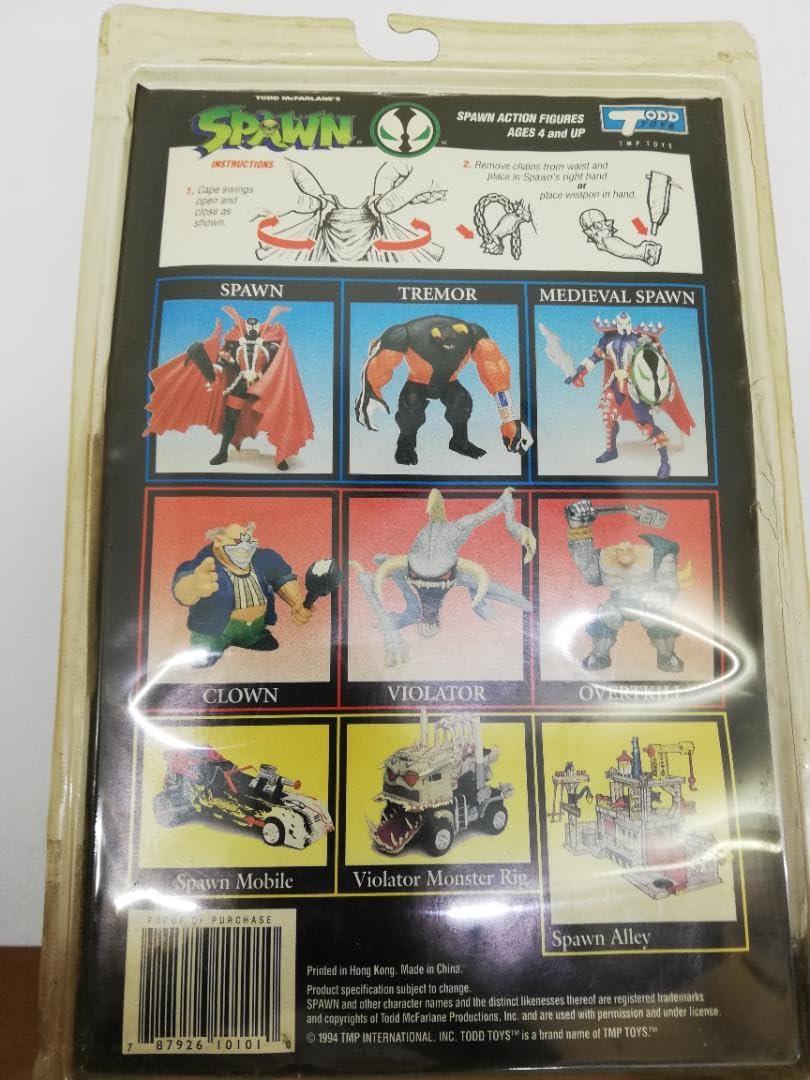 TODD McFARLANE'S
SPAWN
SPAWN ACTION FIGURES
AGES 4 and UP
TODD
TOYS
TMP TOYS
INSTRUCTIONS
1. Cape swings
open and
close as
shown.
2. Remove chains from waist and
place in Spawn's right hand
or
place weapon in hand.
SPAWN
TREMOR
MEDIEVAL SPAWN
CLOWN
VIOLATOR
OVERTKILL
Spawn Mobile
Violator Monster Rig
Spawn Alley
PROOF OF PURCHASE
7 87926 10101 0
Printed in Hong Kong. Made in China.
Product specification subject to change.
SPAWN and other character names and the distinct likenesses thereof are registered trademarks
and copyrights of Todd McFarlane Productions, Inc. and are used with permission and under license.
© 1994 TMP INTERNATIONAL, INC. TODD TOYS™ is a brand name of TMP TOYS.™